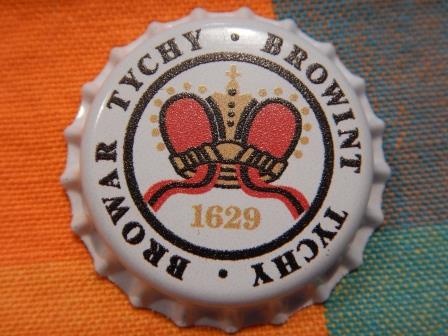 BROWAR TYCHY · BROWINT TYCHY ·
1629